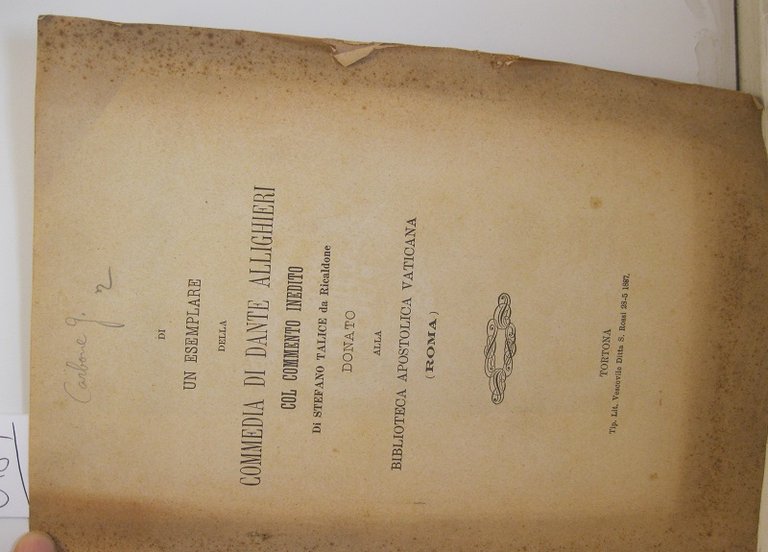 Carbone g. n
DI
UN ESEMPLARE
DELLA
COMMEDIA DI DANTE ALLIGHIERI
COL COMMENTO INEDITO
Di STEFANO TALICE da Ricaldone
DONATO
ALLA
BIBLIOTECA APOSTOLICA VATICANA
(ROMA)
TORTONA
Tip. Lit. Vescovile Ditta S. Rossi 28-5 1887.